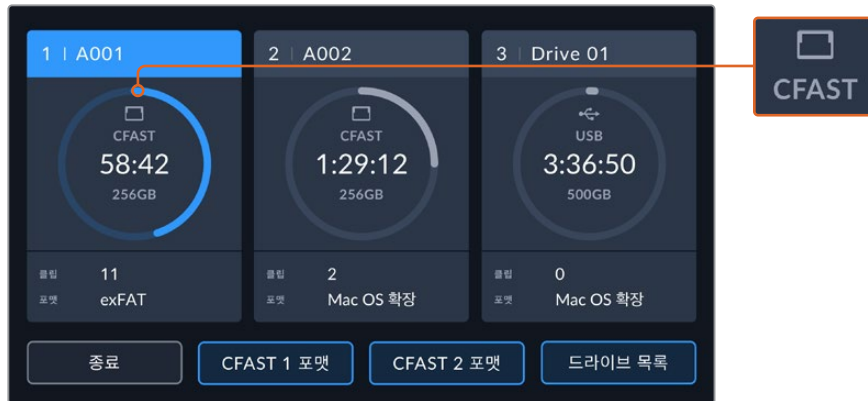 1 | A001
CFAST
58:42
256GB
클립 11
포맷 exFAT
2 | A002
CFAST
1:29:12
256GB
클립 2
포맷 Mac OS 확장
3 | Drive 01
USB
3:36:50
500GB
클립 0
포맷 Mac OS 확장
종료
CFAST 1 포맷
CFAST 2 포맷
드라이브 목록
CFAST